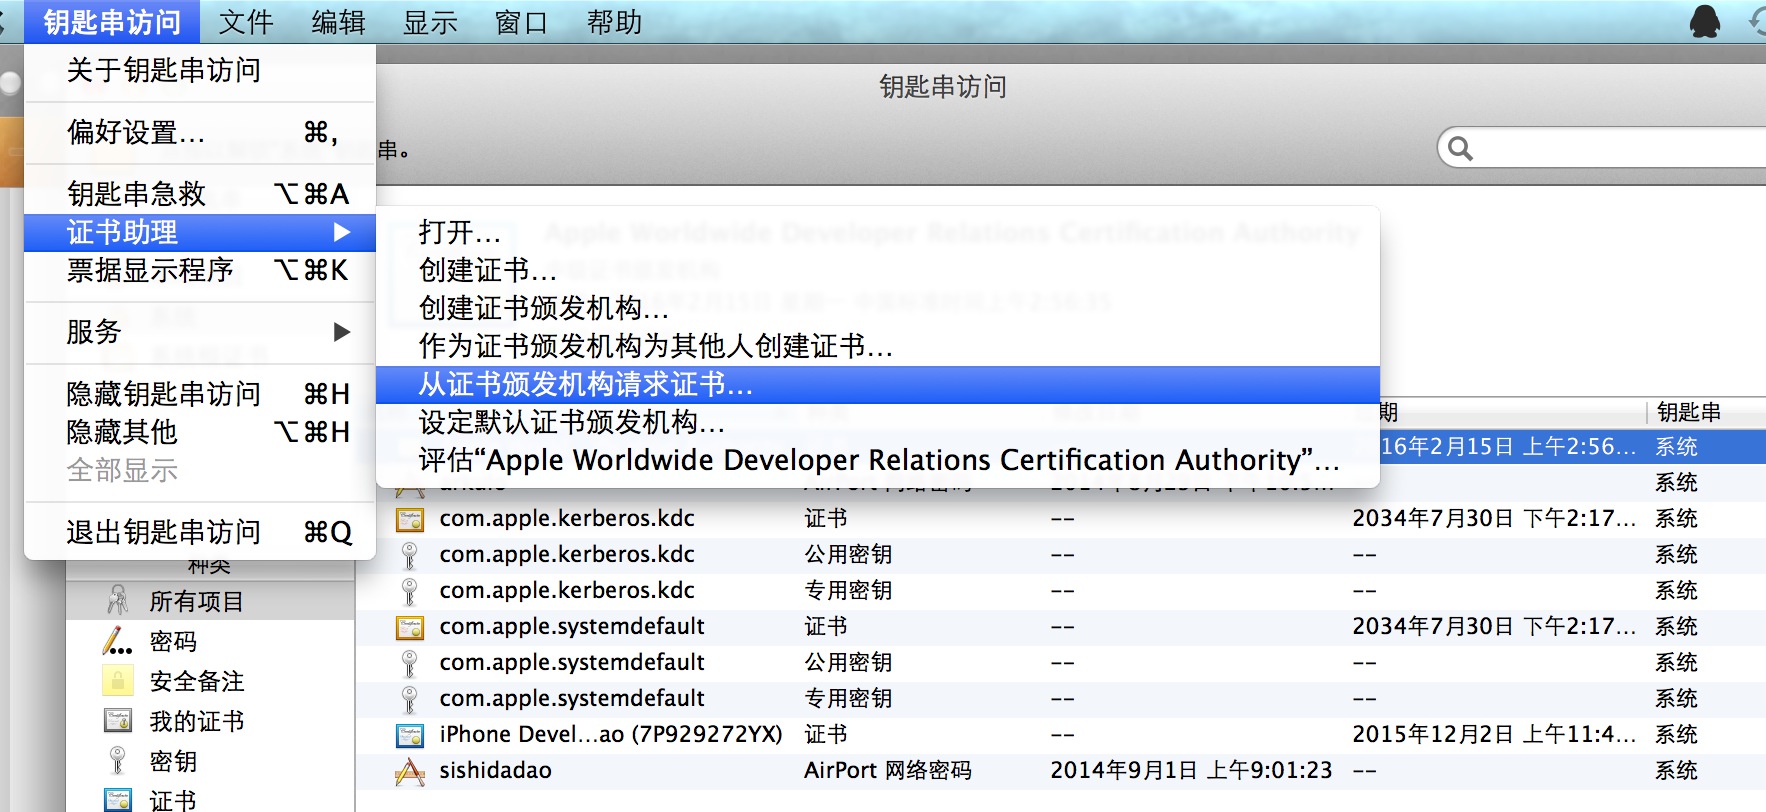 钥匙串访问 文件 编辑 显示 窗口 帮助
关于钥匙串访问
偏好设置… ⌘,
钥匙串急救 ⌥⌘A
证书助理 ▶
票据显示程序 ⌥⌘K
服务 ▶
隐藏钥匙串访问 ⌘H
隐藏其他 ⌥⌘H
全部显示
退出钥匙串访问 ⌘Q
钥匙串访问
串。
打开…
创建证书…
创建证书颁发机构…
作为证书颁发机构为其他人创建证书…
从证书颁发机构请求证书…
设定默认证书颁发机构…
评估“Apple Worldwide Developer Relations Certification Authority”…
Apple Worldwide Developer Relations Certification Authority
期 钥匙串
16年2月15日 上午2:56… 系统
系统
com.apple.kerberos.kdc 证书 -- 2034年7月30日 下午2:17… 系统
com.apple.kerberos.kdc 公用密钥 -- -- 系统
com.apple.kerberos.kdc 专用密钥 -- -- 系统
com.apple.systemdefault 证书 -- 2034年7月30日 下午2:17… 系统
com.apple.systemdefault 公用密钥 -- -- 系统
com.apple.systemdefault 专用密钥 -- -- 系统
iPhone Devel…ao (7P929272YX) 证书 -- 2015年12月2日 上午11:4… 系统
sishidadao AirPort 网络密码 2014年9月1日 上午9:01:23 -- 系统
种类
所有项目
密码
安全备注
我的证书
密钥
证书